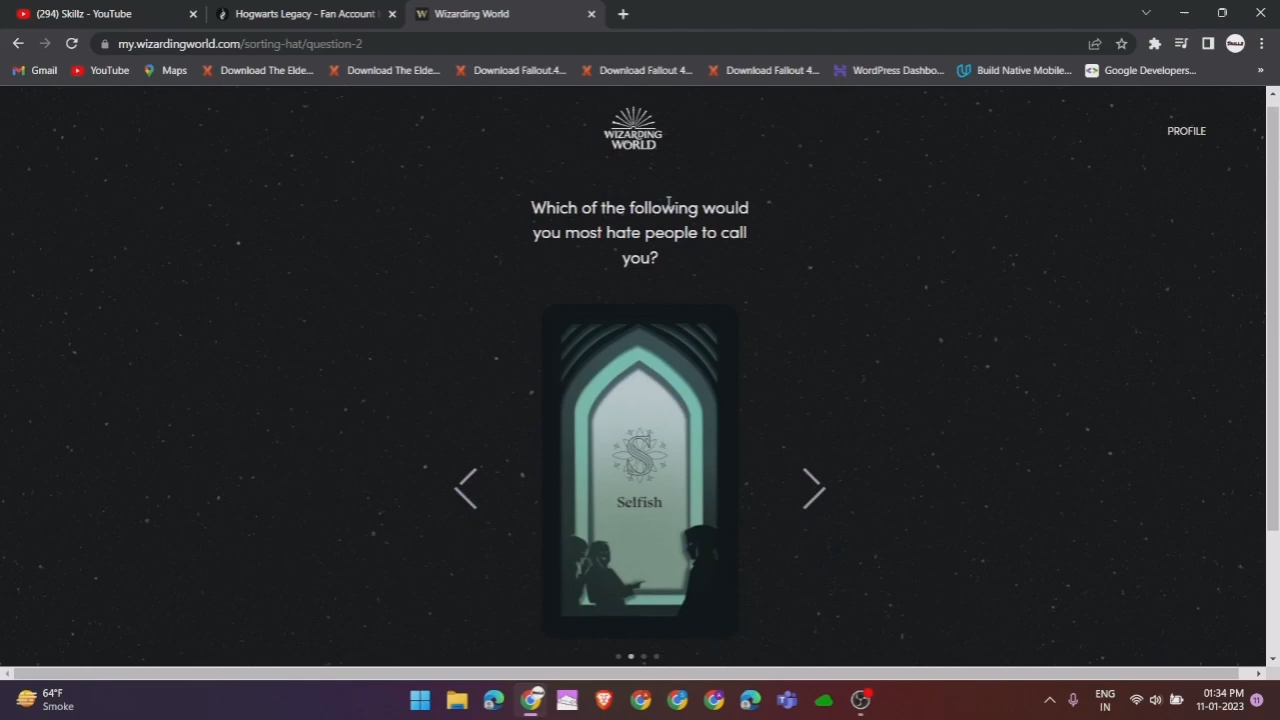 (294) Skillz - YouTube
Hogwarts Legacy - Fan Account
Wizarding World
my.wizardingworld.com/sorting-hat/question-2
Gmail
YouTube
Maps
Download The Elde...
Download The Elde...
Download Fallout.4...
Download Fallout 4...
Download Fallout 4...
WordPress Dashbo...
Build Native Mobile...
Google Developers...
»
WIZARDING
WORLD
PROFILE
Which of the following would
you most hate people to call
you?
S
Selfish
64°F
Smoke
ENG
IN
01:34 PM
11-01-2023
11